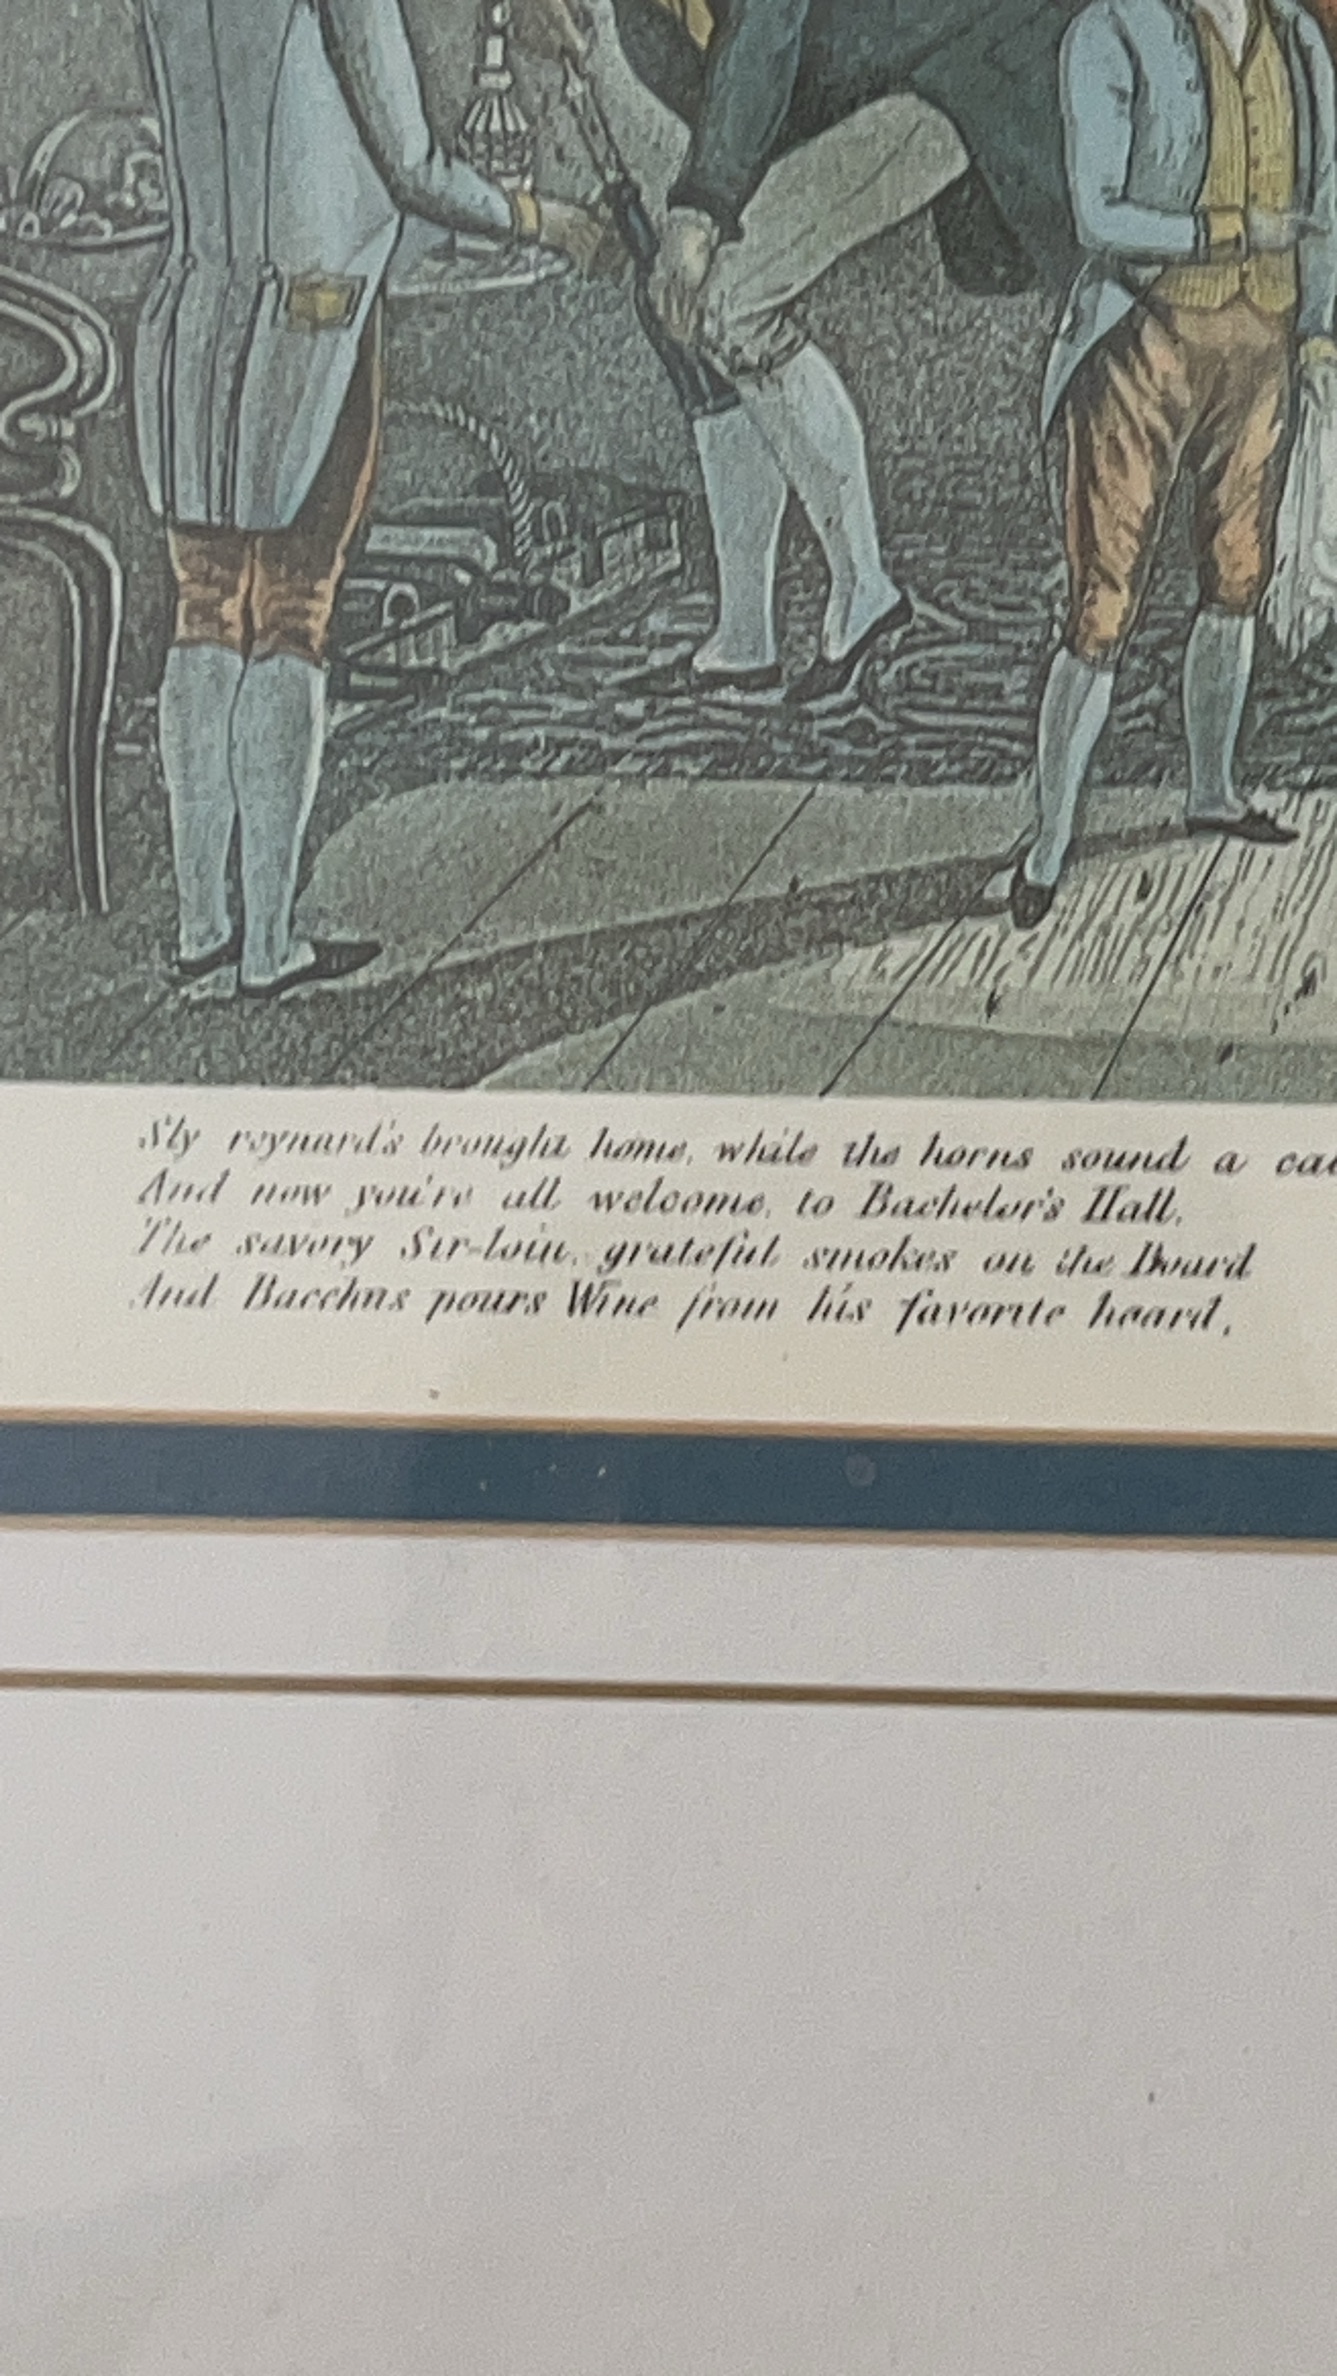 Sly reynard's brought home, while the horns sound a
And now you're all welcome, to Bachelor's Hall,
The savory Sir-loin, grateful smokes on the Board
And Bacchus pours Wine from his favorite hoard,